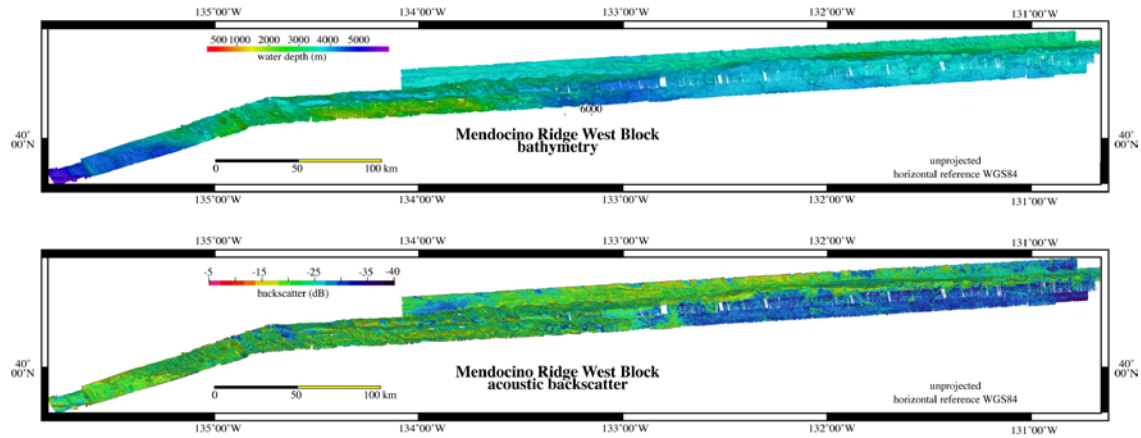 135°00'W 134°00'W 133°00'W 132°00'W 131°00'W
500 1000 2000 3000 4000 5000
water depth (m)
6000
Mendocino Ridge West Block
bathymetry
40°
00'N
40°
00'N
0 50 100 km
unprojected
horizontal reference WGS84
135°00'W 134°00'W 133°00'W 132°00'W 131°00'W
135°00'W 134°00'W 133°00'W 132°00'W 131°00'W
-5 -15 -25 -35 -40
backscatter (dB)
Mendocino Ridge West Block
acoustic backscatter
40°
00'N
40°
00'N
0 50 100 km
unprojected
horizontal reference WGS84
135°00'W 134°00'W 133°00'W 132°00'W 131°00'W